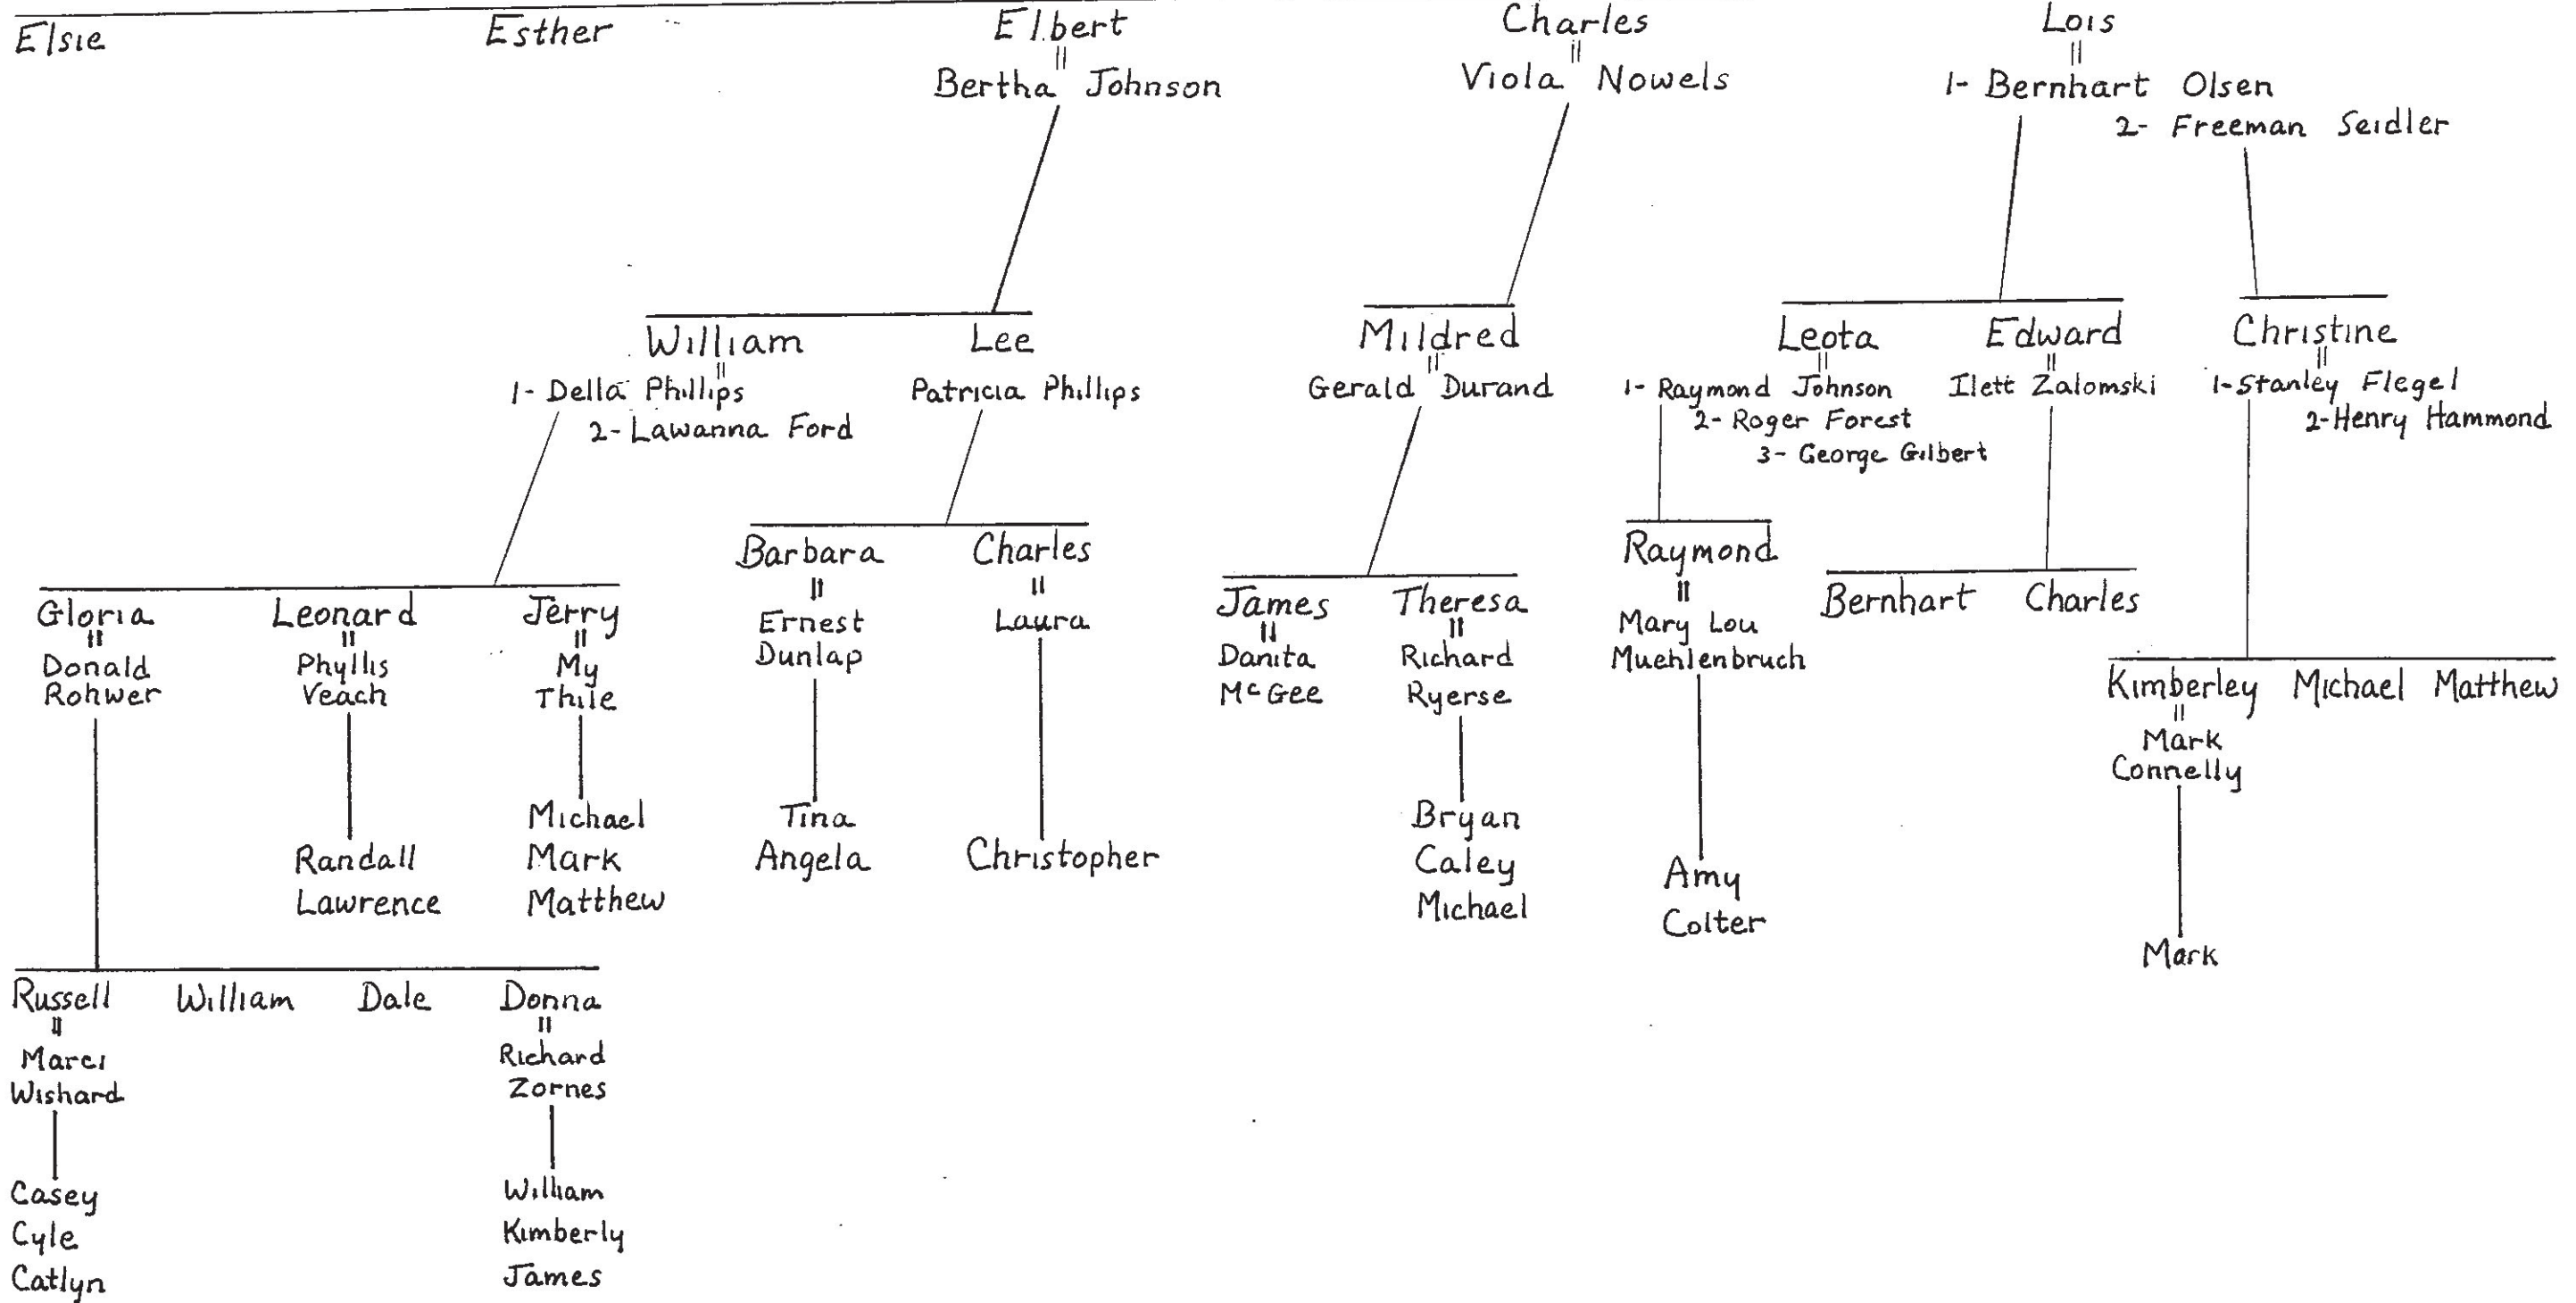 Elsie Esther Elbert Charles Lois
Bertha Johnson Viola Nowels 1- Bernhart Olsen
2- Freeman Seidler
William Lee Mildred Leota Edward Christine
1- Della Phillips Patricia Phillips Gerald Durand 1- Raymond Johnson Ilett Zalomski 1- Stanley Flegel
2- Lawanna Ford 2- Roger Forest 2- Henry Hammond
3- George Gilbert
Barbara Charles Raymond
Gloria Leonard Jerry Ernest Laura James Theresa Mary Lou Bernhart Charles
Donald Phyllis My Dunlap Danita Richard Muehlenbruch
Rohwer Veach Thile McGee Ryerse Kimberley Michael Matthew
Mark
Connelly
Michael Tina Bryan
Randall Mark Angela Christopher Caley Amy
Lawrence Matthew Michael Colter
Mark
Russell William Dale Donna
Marci Richard
Wishard Zornes
Casey William
Cyle Kimberly
Catlyn James